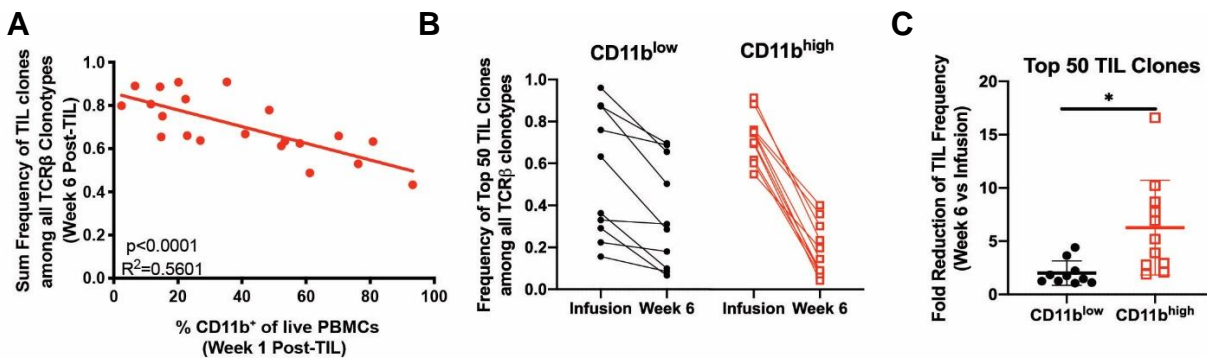 A
Sum Frequency of TIL clones
among all TCRβ Clonotypes
(Week 6 Post-TIL)
1.0
0.8
0.6
0.4
0.2
0.0
p<0.0001
R²=0.5601
0 20 40 60 80 100
% CD11b⁺ of live PBMCs
(Week 1 Post-TIL)
B
CD11b^low CD11b^high
Frequency of Top 50 TIL Clones
among all TCRβ clonotypes
1.0
0.8
0.6
0.4
0.2
0.0
Infusion Week 6 Infusion Week 6
C
Top 50 TIL Clones
Fold Reduction of TIL Frequency
(Week 6 vs Infusion)
20
15
10
5
0
*
CD11b^low CD11b^high